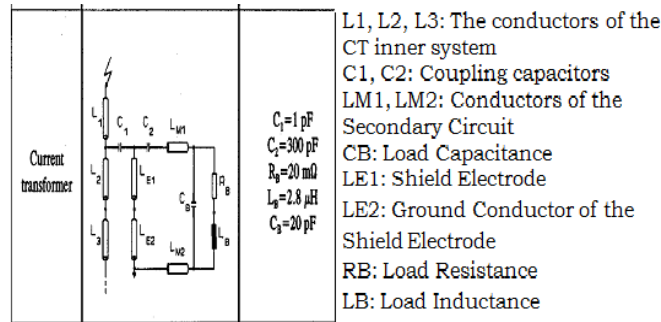 Current
transformer
L1
C1
C2
LM1
L2
LE1
CB
RB
L3
LE2
LM2
LB
C1=1 pF
C2=300 pF
RB=20 mΩ
LB=2.8 μH
CB=20 pF
L1, L2, L3: The conductors of the
CT inner system
C1, C2: Coupling capacitors
LM1, LM2: Conductors of the
Secondary Circuit
CB: Load Capacitance
LE1: Shield Electrode
LE2: Ground Conductor of the
Shield Electrode
RB: Load Resistance
LB: Load Inductance